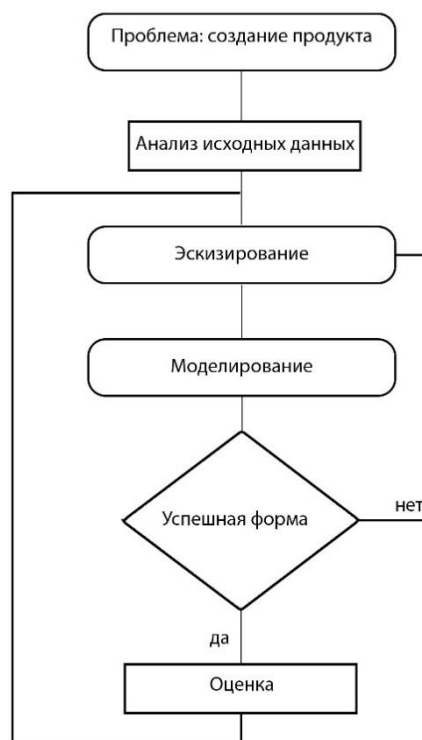 Проблема: создание продукта
Анализ исходных данных
Эскизирование
Моделирование
Успешная форма
нет
да
Оценка